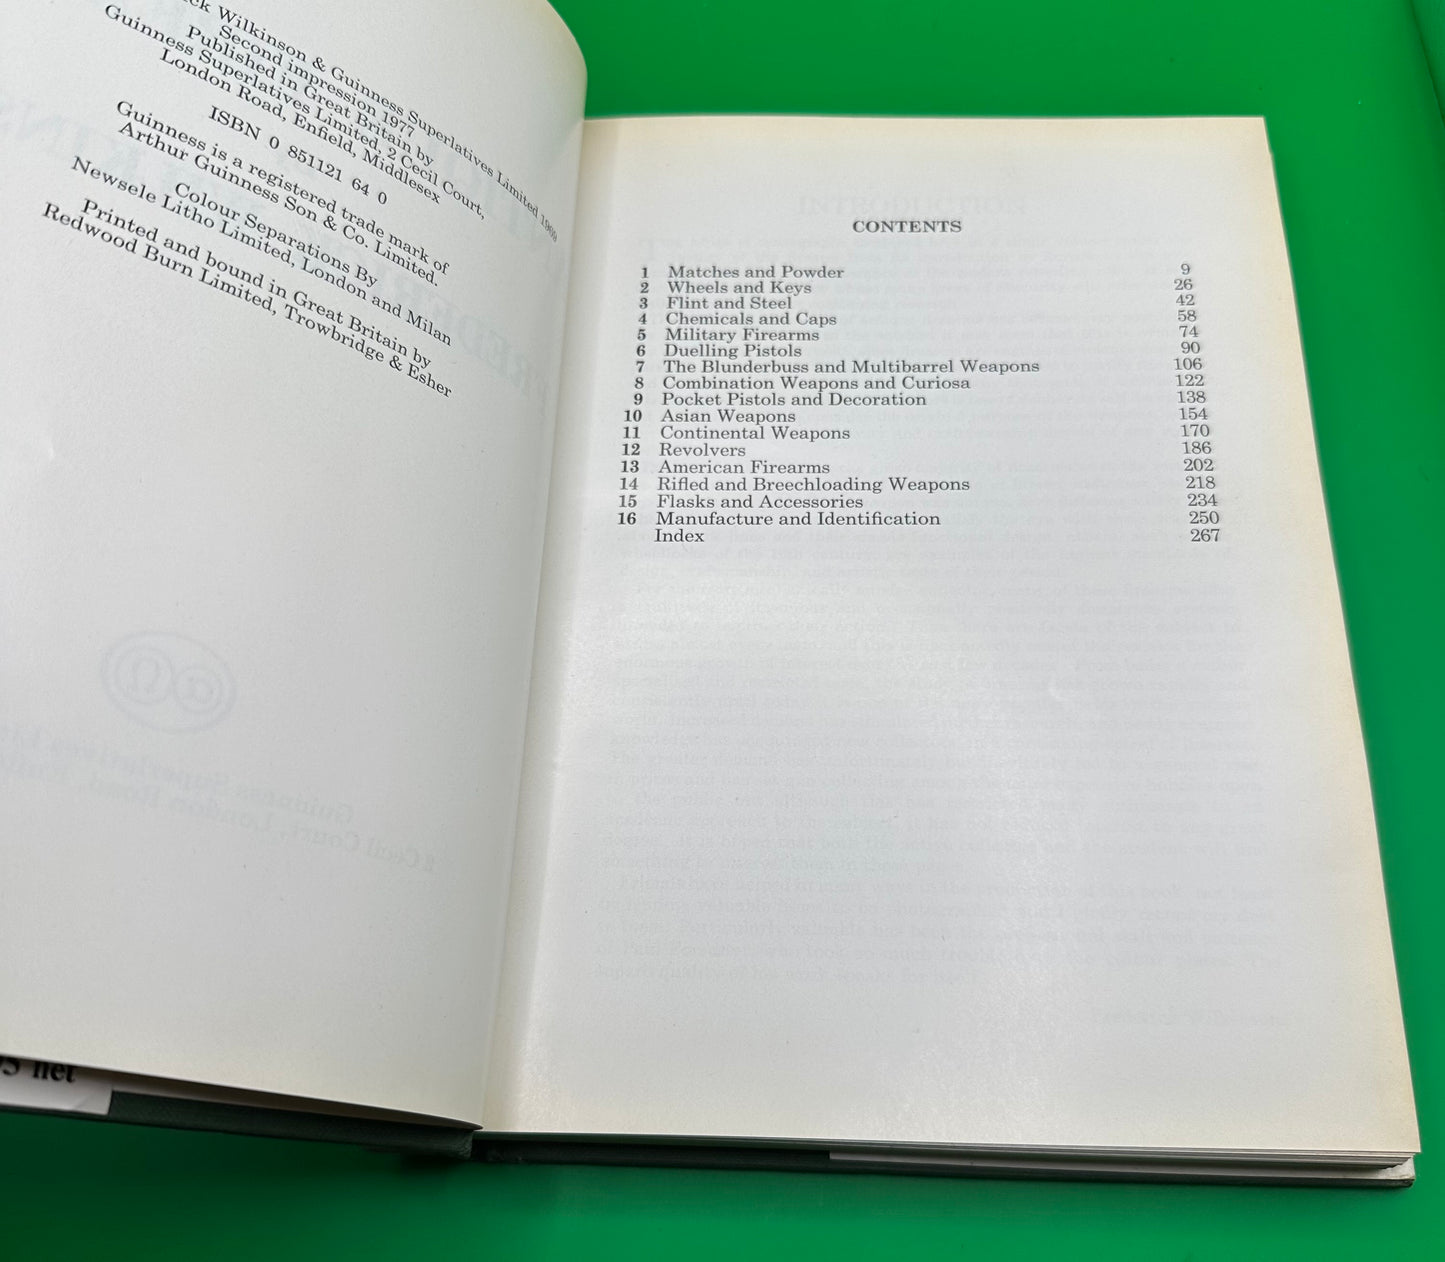 Wilkinson & Guinness Superlatives Limited 1969
Second impression 1977
Published in Great Britain by
Guinness Superlatives Limited, 2 Cecil Court,
London Road, Enfield, Middlesex
ISBN 0 851121 64 0
Guinness is a registered trade mark of
Arthur Guinness Son & Co. Limited.
Colour Separations By
Newsele Litho Limited, London and Milan
Printed and bound in Great Britain by
Redwood Burn Limited, Trowbridge & Esher
net
CONTENTS
1 Matches and Powder 9
2 Wheels and Keys 26
3 Flint and Steel 42
4 Chemicals and Caps 58
5 Military Firearms 74
6 Duelling Pistols 90
7 The Blunderbuss and Multibarrel Weapons 106
8 Combination Weapons and Curiosa 122
9 Pocket Pistols and Decoration 138
10 Asian Weapons 154
11 Continental Weapons 170
12 Revolvers 186
13 American Firearms 202
14 Rifled and Breechloading Weapons 218
15 Flasks and Accessories 234
16 Manufacture and Identification 250
Index 267